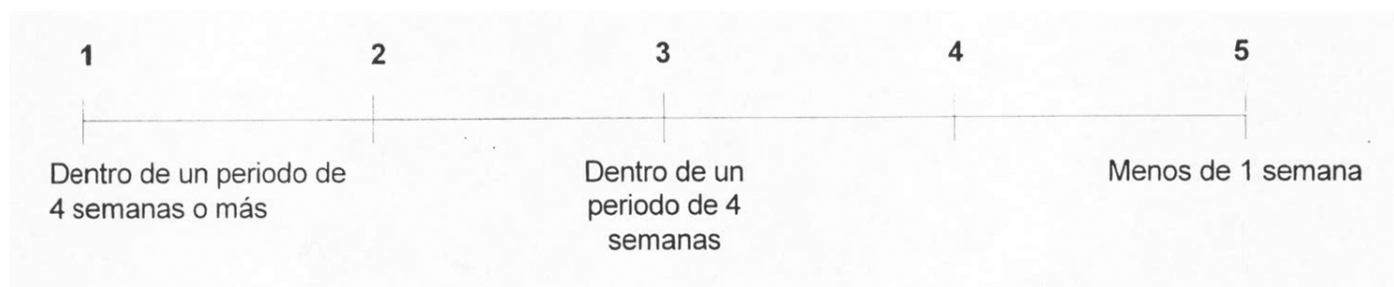 1 2 3 4 5
Dentro de un periodo de
4 semanas o más
Dentro de un
periodo de 4
semanas
Menos de 1 semana